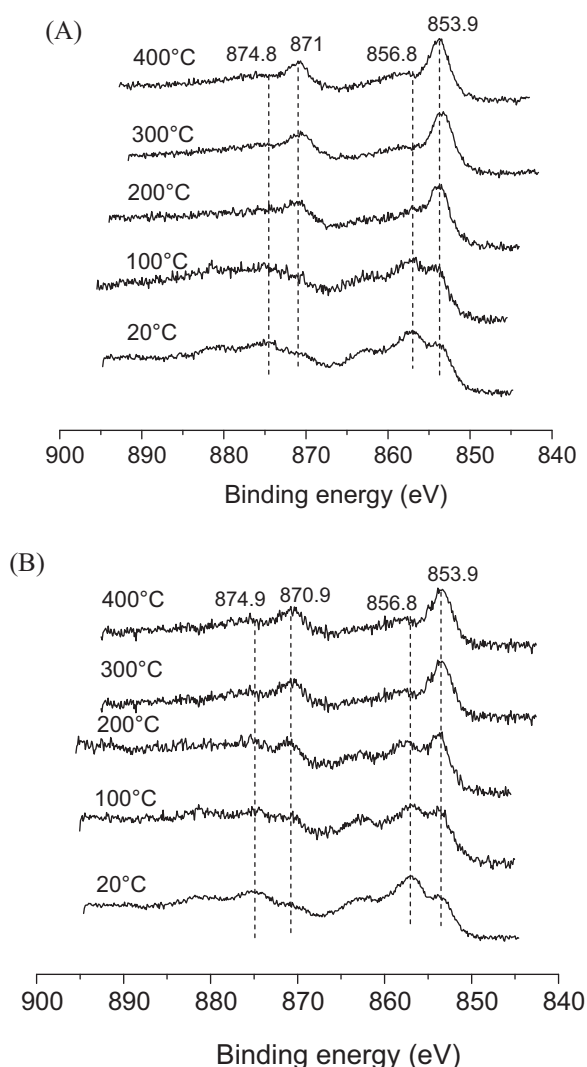 (A)
874.8 871 856.8 853.9
400°C
300°C
200°C
100°C
20°C
900 890 880 870 860 850 840
Binding energy (eV)
(B)
874.9 870.9 856.8 853.9
400°C
300°C
200°C
100°C
20°C
900 890 880 870 860 850 840
Binding energy (eV)